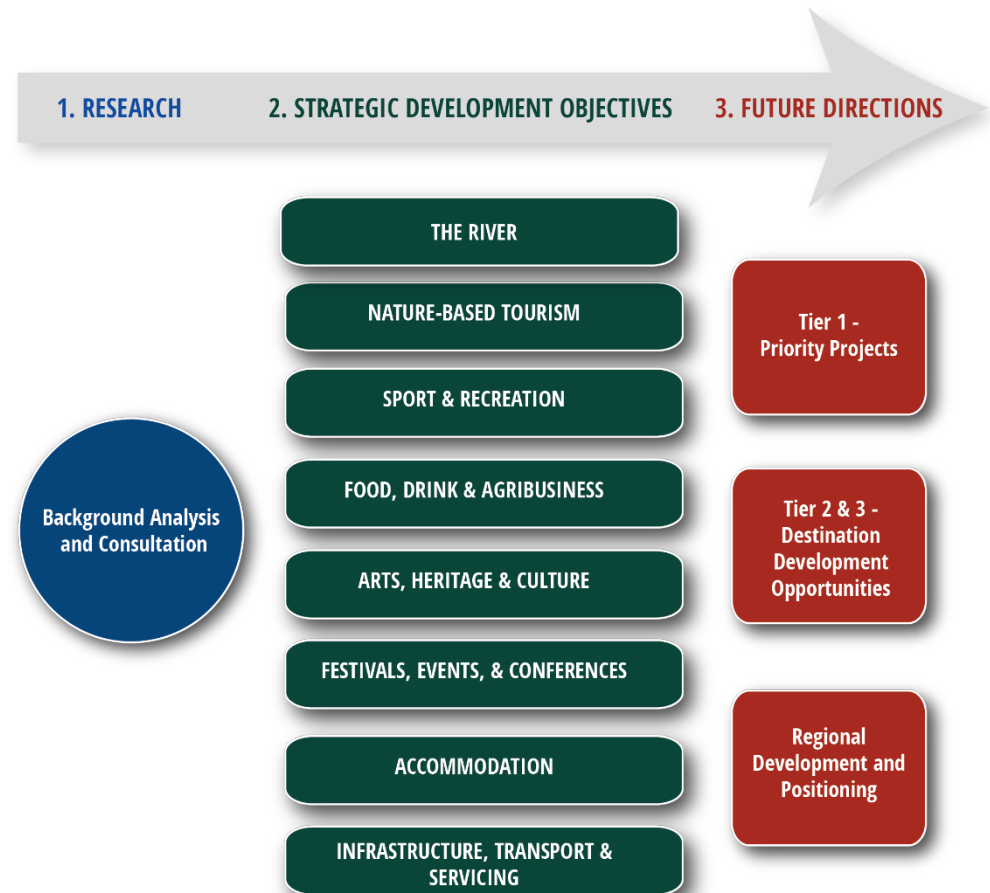 1. RESEARCH
2. STRATEGIC DEVELOPMENT OBJECTIVES
3. FUTURE DIRECTIONS
Background Analysis
and Consultation
THE RIVER
NATURE-BASED TOURISM
SPORT & RECREATION
FOOD, DRINK & AGRIBUSINESS
ARTS, HERITAGE & CULTURE
FESTIVALS, EVENTS, & CONFERENCES
ACCOMMODATION
INFRASTRUCTURE, TRANSPORT &
SERVICING
Tier 1 -
Priority Projects
Tier 2 & 3 -
Destination
Development
Opportunities
Regional
Development and
Positioning